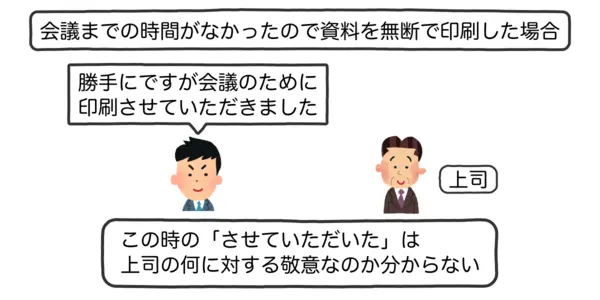 会議までの時間がなかったので資料を無断で印刷した場合
勝手にですが会議のために
印刷させていただきました
上司
この時の「させていただいた」は
上司の何に対する敬意なのか分からない